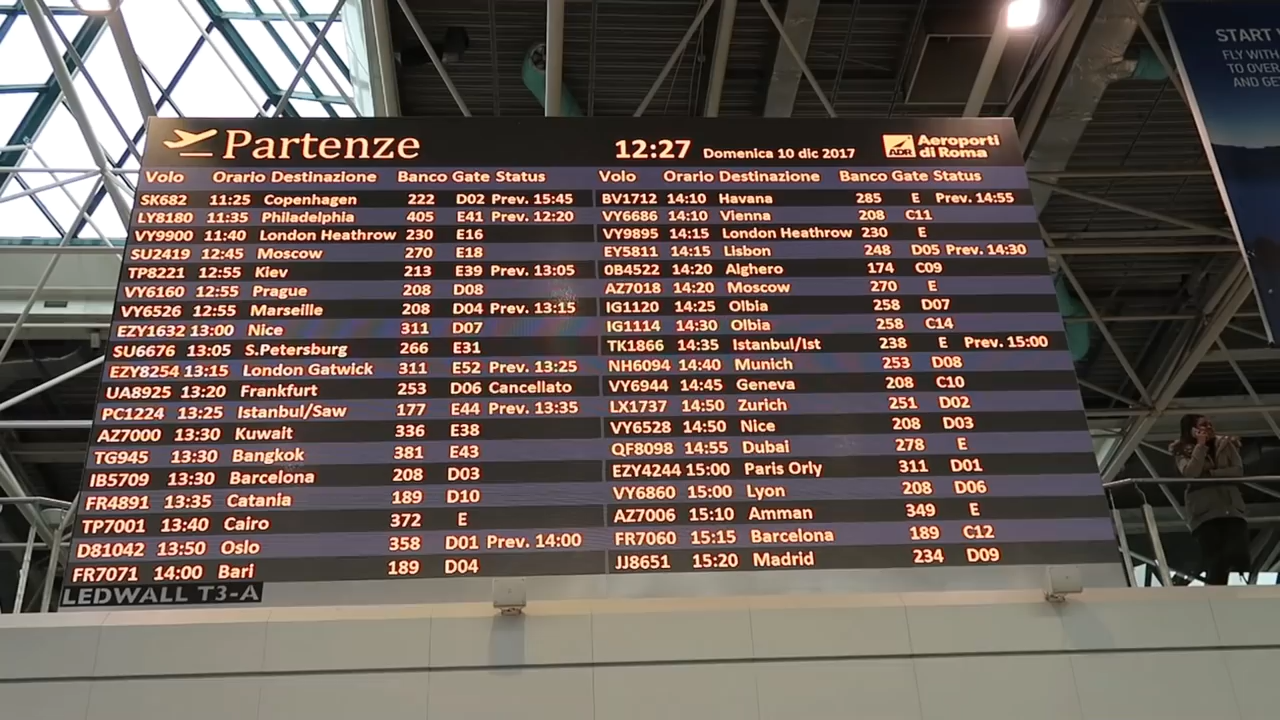 START
FLY WITH
TO OVER
AND GE
Partenze 12:27 Domenica 10 dic 2017 ADR Aeroporti di Roma
Volo Orario Destinazione Banco Gate Status
SK682 11:25 Copenhagen 222 D02 Prev. 15:45
LY8180 11:35 Philadelphia 405 E41 Prev. 12:20
VY9900 11:40 London Heathrow 230 E16
SU2419 12:45 Moscow 270 E18
TP8221 12:55 Kiev 213 E39 Prev. 13:05
VY6160 12:55 Prague 208 D08
VY6526 12:55 Marseille 208 D04 Prev. 13:15
EZY1632 13:00 Nice 311 D07
SU6676 13:05 S.Petersburg 266 E31
EZY8254 13:15 London Gatwick 311 E52 Prev. 13:25
UA8925 13:20 Frankfurt 253 D06 Cancellato
PC1224 13:25 Istanbul/Saw 177 E44 Prev. 13:35
AZ7000 13:30 Kuwait 336 E38
TG945 13:30 Bangkok 381 E43
IB5709 13:30 Barcelona 208 D03
FR4891 13:35 Catania 189 D10
TP7001 13:40 Cairo 372 E
D81042 13:50 Oslo 358 D01 Prev. 14:00
FR7071 14:00 Bari 189 D04
Volo Orario Destinazione Banco Gate Status
BV1712 14:10 Havana 285 E Prev. 14:55
VY6686 14:10 Vienna 208 C11
VY9895 14:15 London Heathrow 230 E
EY5811 14:15 Lisbon 248 D05 Prev. 14:30
0B4522 14:20 Alghero 174 C09
AZ7018 14:20 Moscow 270 E
IG1120 14:25 Olbia 258 D07
IG1114 14:30 Olbia 258 C14
TK1866 14:35 Istanbul/Ist 238 E Prev. 15:00
NH6094 14:40 Munich 253 D08
VY6944 14:45 Geneva 208 C10
LX1737 14:50 Zurich 251 D02
VY6528 14:50 Nice 208 D03
QF8098 14:55 Dubai 278 E
EZY4244 15:00 Paris Orly 311 D01
VY6860 15:00 Lyon 208 D06
AZ7006 15:10 Amman 349 E
FR7060 15:15 Barcelona 189 C12
JJ8651 15:20 Madrid 234 D09
LEDWALL T3-A